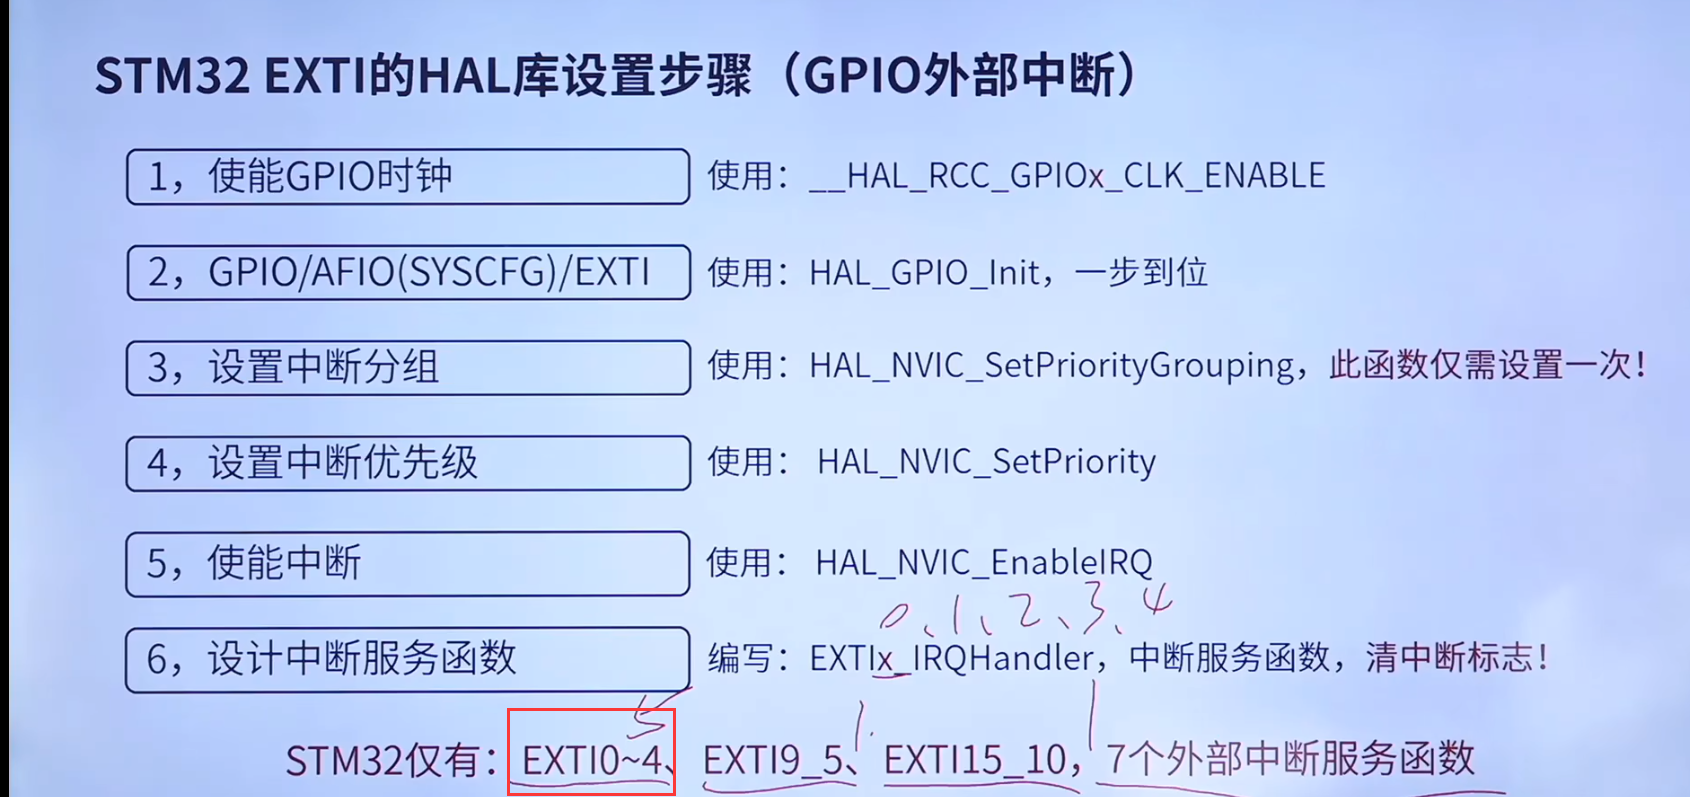 STM32 EXTI的HAL库设置步骤（GPIO外部中断）
1，使能GPIO时钟 使用：__HAL_RCC_GPIOx_CLK_ENABLE
2，GPIO/AFIO(SYSCFG)/EXTI 使用：HAL_GPIO_Init，一步到位
3，设置中断分组 使用：HAL_NVIC_SetPriorityGrouping，此函数仅需设置一次！
4，设置中断优先级 使用： HAL_NVIC_SetPriority
5，使能中断 使用： HAL_NVIC_EnableIRQ
0、1、2、3、4
6，设计中断服务函数 编写：EXTIx_IRQHandler，中断服务函数，清中断标志！
5 1 1
STM32仅有：EXTI0~4、EXTI9_5、EXTI15_10，7个外部中断服务函数